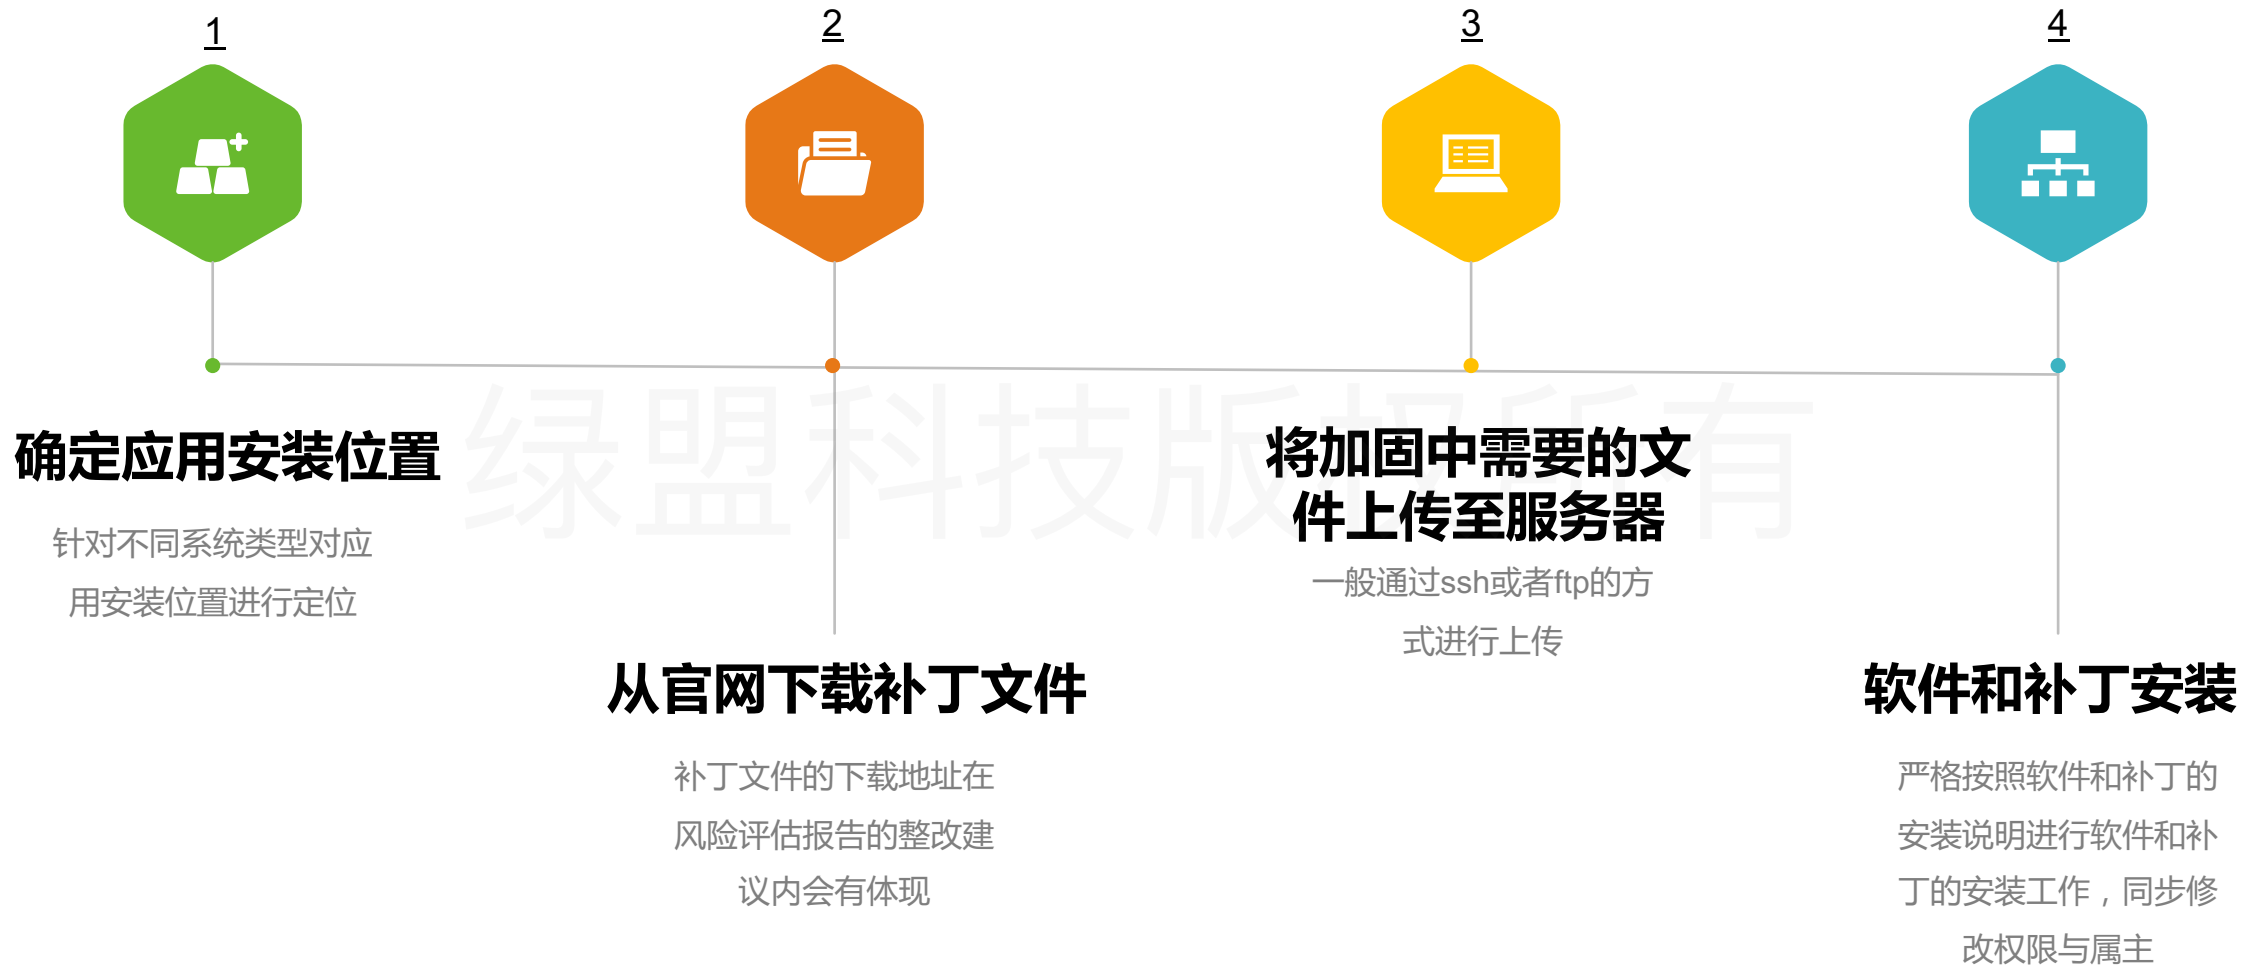 1
确定应用安装位置
针对不同系统类型对应
用安装位置进行定位
2
从官网下载补丁文件
补丁文件的下载地址在
风险评估报告的整改建
议内会有体现
3
将加固中需要的文
件上传至服务器
一般通过ssh或者ftp的方
式进行上传
4
软件和补丁安装
严格按照软件和补丁的
安装说明进行软件和补
丁的安装工作，同步修
改权限与属主
绿盟科技版权所有